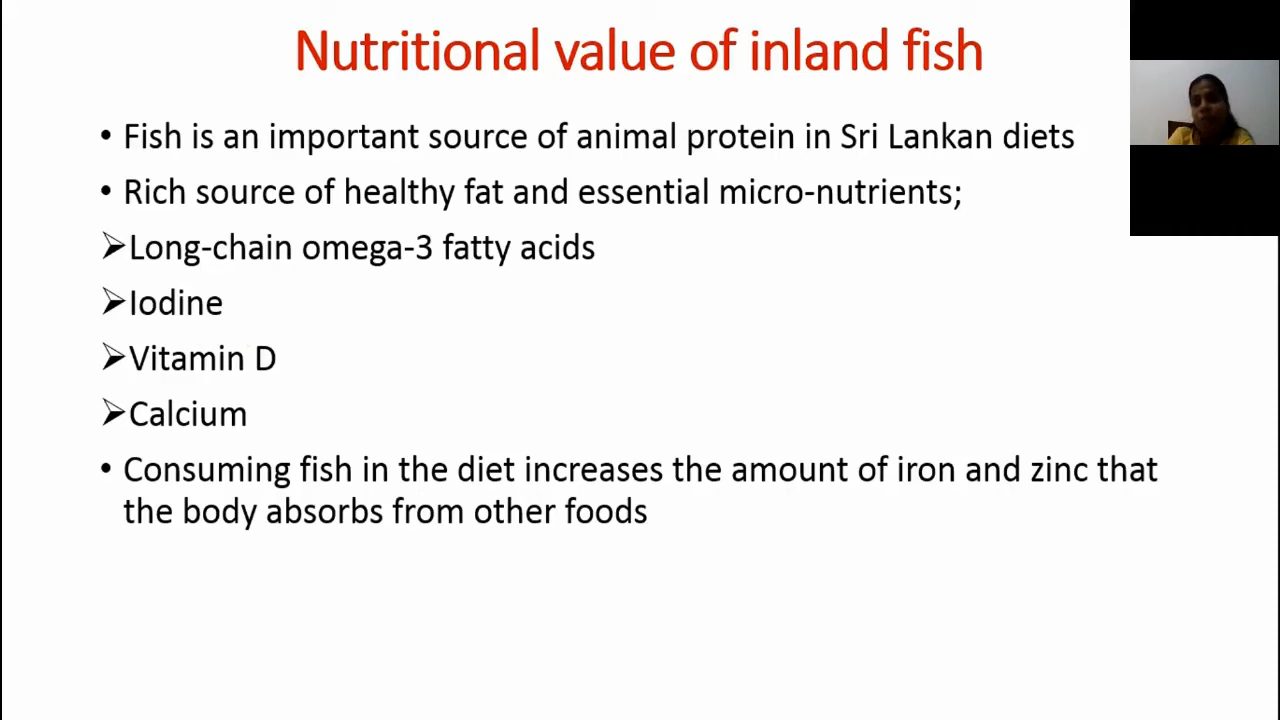 Nutritional value of inland fish
• Fish is an important source of animal protein in Sri Lankan diets
• Rich source of healthy fat and essential micro-nutrients;
➢Long-chain omega-3 fatty acids
➢Iodine
➢Vitamin D
➢Calcium
• Consuming fish in the diet increases the amount of iron and zinc that
the body absorbs from other foods